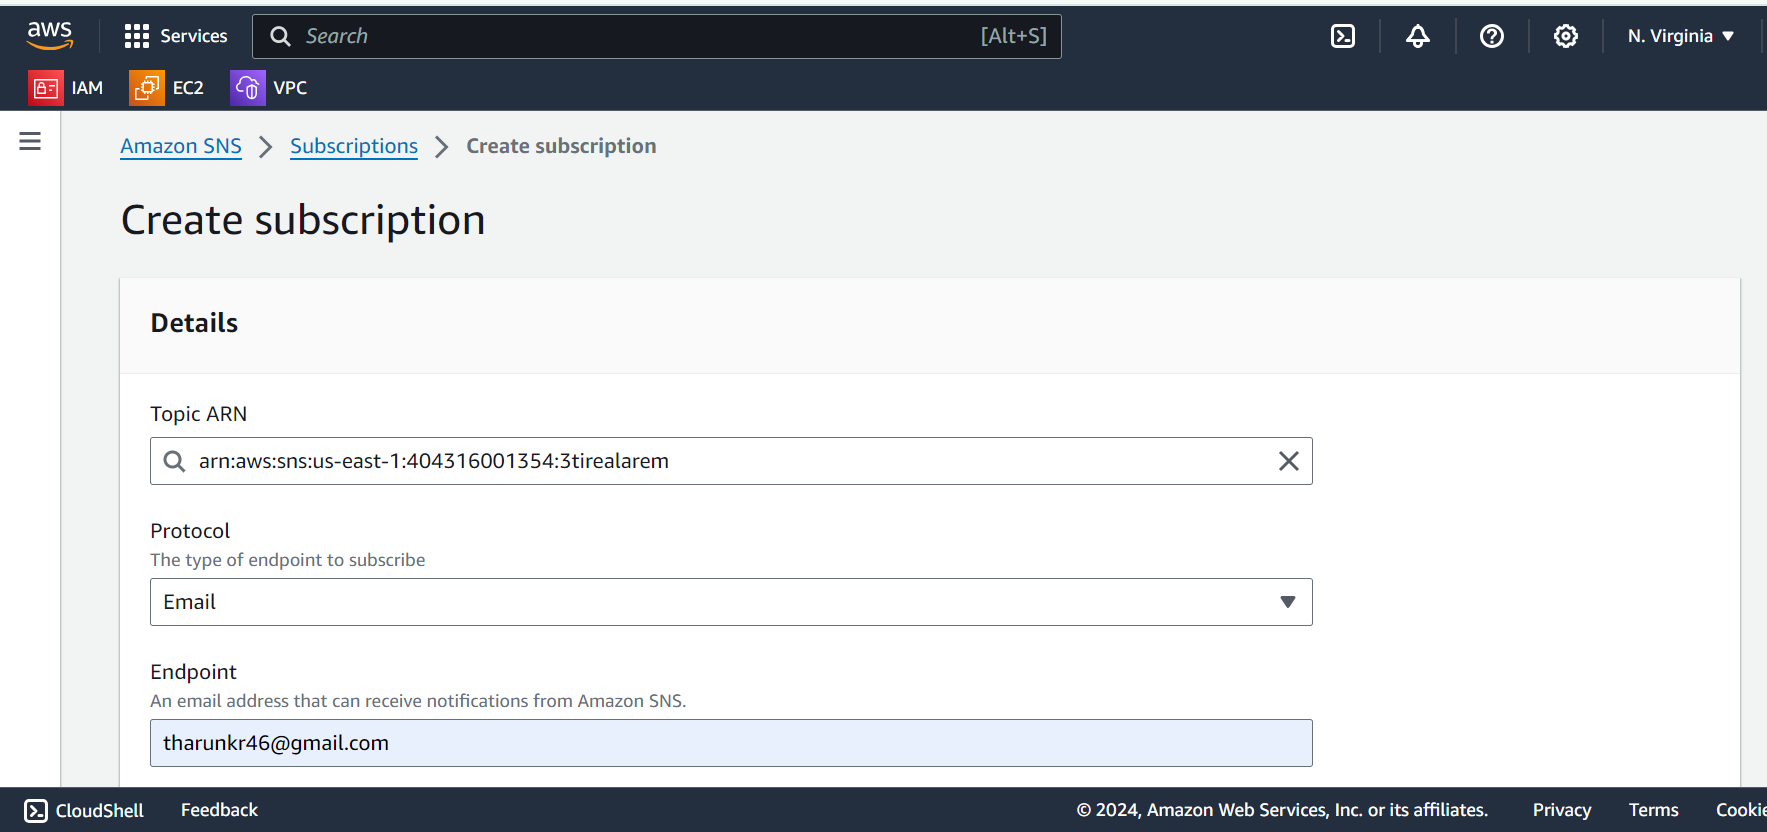 aws
Services
Search [Alt+S]
N. Virginia
IAM EC2 VPC
Amazon SNS Subscriptions Create subscription
Create subscription
Details
Topic ARN
arn:aws:sns:us-east-1:404316001354:3tirealarem
Protocol
The type of endpoint to subscribe
Email
Endpoint
An email address that can receive notifications from Amazon SNS.
tharunkr46@gmail.com
CloudShell Feedback © 2024, Amazon Web Services, Inc. or its affiliates. Privacy Terms Cookie